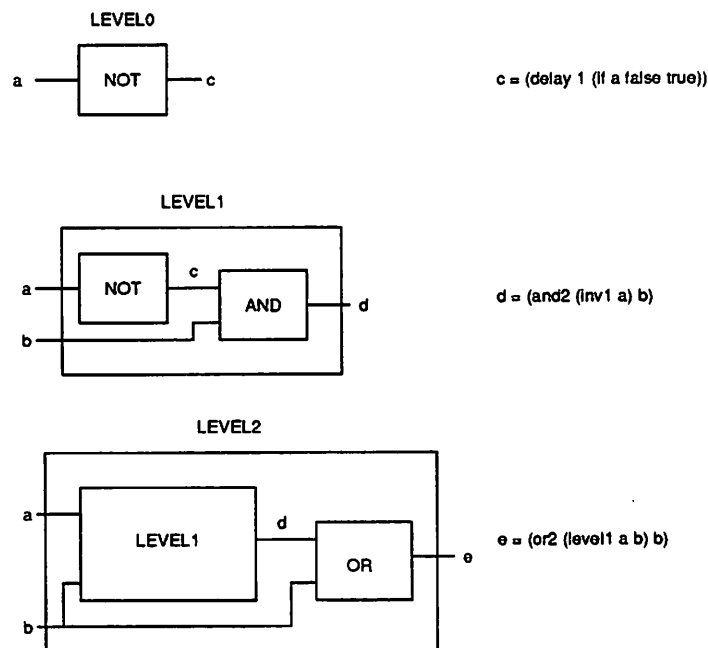 LEVEL0
a NOT c c = (delay 1 (if a false true))
LEVEL1
a NOT c AND d d = (and2 (inv1 a) b)
b
LEVEL2
a LEVEL1 d OR e e = (or2 (level1 a b) b)
b